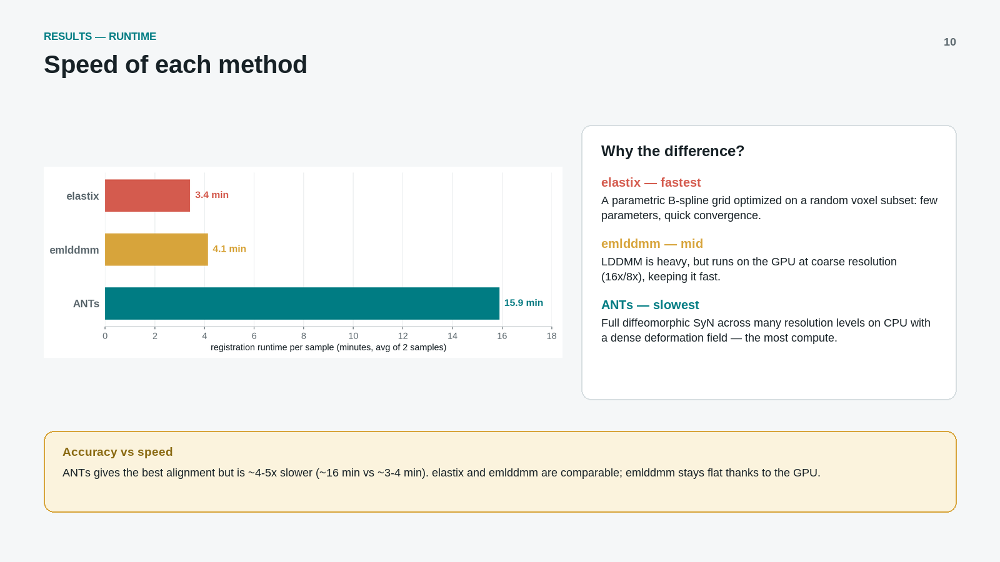 RESULTS — RUNTIME
10
Speed of each method
elastix
3.4 min
emlddmm
4.1 min
ANTs
15.9 min
0 2 4 6 8 10 12 14 16 18
registration runtime per sample (minutes, avg of 2 samples)
Why the difference?
elastix — fastest
A parametric B-spline grid optimized on a random voxel subset: few
parameters, quick convergence.
emlddmm — mid
LDDMM is heavy, but runs on the GPU at coarse resolution
(16x/8x), keeping it fast.
ANTs — slowest
Full diffeomorphic SyN across many resolution levels on CPU with
a dense deformation field — the most compute.
Accuracy vs speed
ANTs gives the best alignment but is ~4-5x slower (~16 min vs ~3-4 min). elastix and emlddmm are comparable; emlddmm stays flat thanks to the GPU.